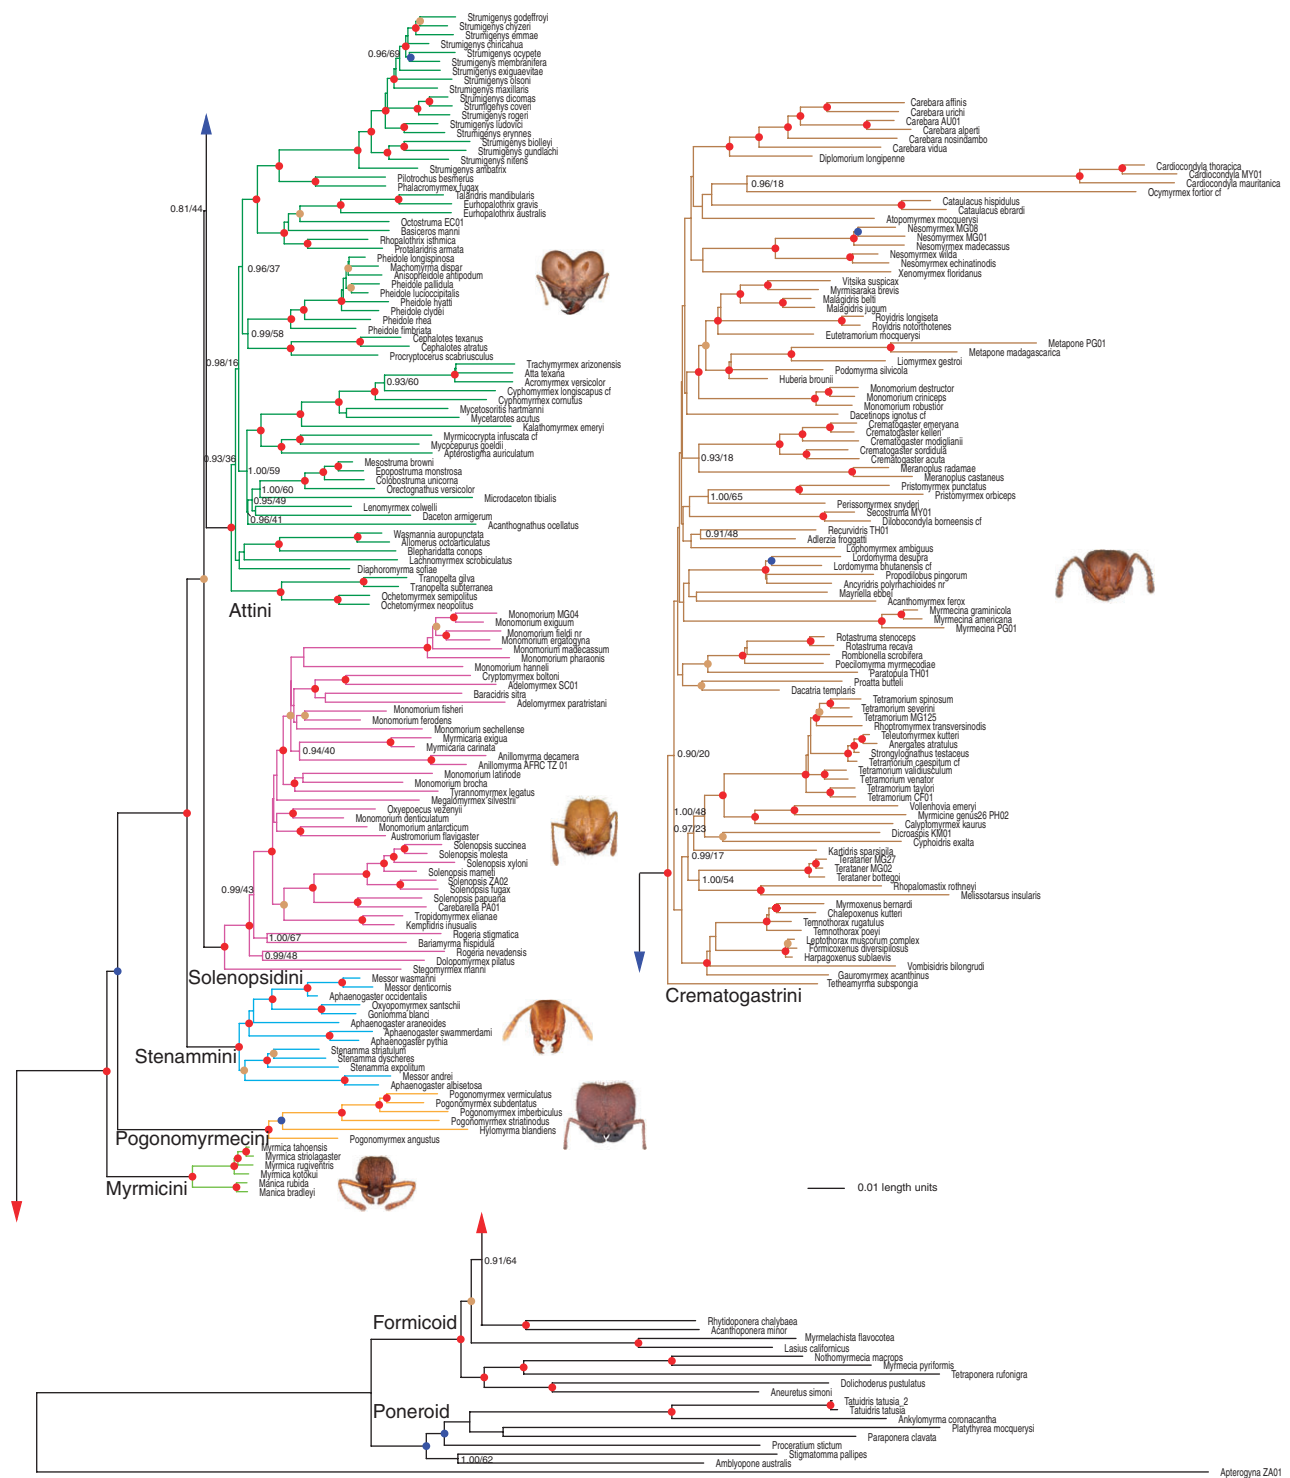 Strumigenys godeffroyi
Strumigenys chyzeri
Strumigenys emmae
Strumigenys chiricahua
0.96/69
Strumigenys ocypete
Strumigenys membranifera
Strumigenys exiguaevitae
Strumigenys olsoni
Strumigenys maxillaris
Strumigenys dicomas
Strumigenys coveri
Strumigenys rogeri
Strumigenys ludovici
Strumigenys erynnes
Strumigenys biolleyi
Strumigenys gundlachi
Strumigenys nitens
Strumigenys ambatrix
Pilotrochus besmerus
Phalacromyrmex fugax
Talaridris mandibularis
0.81/44
Eurhopalothrix gravis
Eurhopalothrix australis
Octostruma EC01
Basiceros manni
Rhopalothrix isthmica
Protalaridris armata
Pheidole longispinosa
0.96/37
Machomyrma dispar
Anisopheidole antipodum
Pheidole pallidula
Pheidole lucioccipitalis
Pheidole hyatti
Pheidole clydei
Pheidole rhea
Pheidole fimbriata
0.99/58
Cephalotes texanus
Cephalotes atratus
Procryptocerus scabriusculus
0.98/16
Trachymyrmex arizonensis
Atta texana
0.93/60
Acromyrmex versicolor
Cyphomyrmex longiscapus cf
Cyphomyrmex cornutus
Mycetosoritis hartmanni
Mycetarotes acutus
Kalathomyrmex emeryi
Myrmicocrypta infuscata cf
Mycocepurus goeldii
Apterostigma auriculatum
0.93/36
Mesostruma browni
1.00/59
Epopostruma monstrosa
Colobostruma unicorna
1.00/60
Orectognathus versicolor
Microdaceton tibialis
0.95/49
Lenomyrmex colwelli
Daceton armigerum
0.96/41
Acanthognathus ocellatus
Wasmannia auropunctata
Allomerus octoarticulatus
Blepharidatta conops
Lachnomyrmex scrobiculatus
Diaphoromyrma sofiae
Tranopelta gilva
Tranopelta subterranea
Ochetomyrmex semipolitus
Ochetomyrmex neopolitus
Attini
Monomorium MG04
Monomorium exiguum
Monomorium fieldi nr
Monomorium ergatogyna
Monomorium madecassum
Monomorium pharaonis
Monomorium hanneli
Cryptomyrmex boltoni
Adelomyrmex SC01
Baracidris sitra
Adelomyrmex paratristani
Monomorium fisheri
Monomorium ferodens
Monomorium sechellense
Myrmicaria exigua
Myrmicaria carinata
0.94/40
Anillomyrma decamera
Anillomyrma AFRC TZ 01
Monomorium latinode
Monomorium brocha
Tyrannomyrmex legatus
Megalomyrmex silvestrii
Oxyepoecus vezenyii
Monomorium denticulatum
Monomorium antarcticum
Austromorium flavigaster
Solenopsis succinea
Solenopsis molesta
Solenopsis xyloni
Solenopsis mameti
Solenopsis ZA02
Solenopsis fugax
0.99/43
Solenopsis papuana
Carebarella PA01
Tropidomyrmex elianae
Kempfidris inusualis
Rogeria stigmatica
1.00/67
Bariamyrma hispidula
Rogeria nevadensis
0.99/48
Dolopomyrmex pilatus
Stegomyrmex manni
Solenopsidini
Messor wasmanni
Messor denticornis
Aphaenogaster occidentalis
Oxyopomyrmex santschii
Goniomma blanci
Aphaenogaster araneoides
Aphaenogaster swammerdami
Aphaenogaster pythia
Stenamma striatulum
Stenamma dyscheres
Stenamma expolitum
Stenammini
Messor andrei
Aphaenogaster albisetosa
Pogonomyrmex vermiculatus
Pogonomyrmex subdentatus
Pogonomyrmex imberbiculus
Pogonomyrmex striatinodus
Hylomyrma blandiens
Pogonomyrmex angustus
Pogonomyrmecini
Myrmica tahoensis
Myrmica striolagaster
Myrmica rugiventris
Myrmica kotokui
Manica rubida
Manica bradleyi
Myrmicini
Carebara affinis
Carebara urichi
Carebara AU01
Carebara alperti
Carebara nosindambo
Carebara vidua
Diplomorium longipenne
Cardiocondyla thoracica
Cardiocondyla MY01
Cardiocondyla mauritanica
0.96/18
Ocymyrmex fortior cf
Cataulacus hispidulus
Cataulacus ebrardi
Atopomyrmex mocquerysi
Nesomyrmex MG08
Nesomyrmex MG01
Nesomyrmex madecassus
Nesomyrmex wilda
Nesomyrmex echinatinodis
Xenomyrmex floridanus
Vitsika suspicax
Myrmisaraka brevis
Malagidris belti
Malagidris jugum
Royidris longiseta
Royidris notorthotenes
Eutetramorium mocquerysi
Metapone PG01
Metapone madagascarica
Liomyrmex gestroi
Podomyrma silvicola
Huberia brounii
Monomorium destructor
Monomorium criniceps
Monomorium robustior
Dacetinops ignotus cf
Crematogaster emeryana
Crematogaster kelleri
Crematogaster modiglianii
Crematogaster sordidula
Crematogaster acuta
0.93/18
Meranoplus radamae
Meranoplus castaneus
Pristomyrmex punctatus
1.00/65
Pristomyrmex orbiceps
Perissomyrmex snyderi
Secostruma MY01
Dilobocondyla borneensis cf
Recurvidris TH01
0.91/48
Adlerzia froggatti
Lophomyrmex ambiguus
Lordomyrma desupra
Lordomyrma bhutanensis cf
Propodilobus pingorum
Ancyridris polyrhachioides nr
Mayriella ebbei
Acanthomyrmex ferox
Myrmecina graminicola
Myrmecina americana
Myrmecina PG01
Rotastruma stenoceps
Rotastruma recava
Romblonella scrobifera
Poecilomyrma myrmecodiae
Paratopula TH01
Proatta butteli
Dacatria templaris
Tetramorium spinosum
Tetramorium severini
Tetramorium MG125
Rhoptromyrmex transversinodis
Teleutomyrmex kutteri
Anergates atratulus
0.90/20
Strongylognathus testaceus
Tetramorium caespitum cf
Tetramorium validiusculum
Tetramorium venator
Tetramorium taylori
Tetramorium CF01
1.00/48
Vollenhovia emeryi
Myrmicine genus26 PH02
Calyptomyrmex kaurus
0.97/23
Dicroaspis KM01
Cyphoidris exalta
0.99/17
Kartidris sparsipila
Terataner MG27
Terataner MG02
1.00/54
Terataner bottegoi
Rhopalomastix rothneyi
Melissotarsus insularis
Myrmoxenus bernardi
Chalepoxenus kutteri
Temnothorax rugatulus
Temnothorax poeyi
Leptothorax muscorum complex
Formicoxenus diversipilosus
Harpagoxenus sublaevis
Vombisidris bilongrudi
Gauromyrmex acanthinus
Tetheamyrma subspongia
Crematogastrini
0.01 length units
0.91/64
Formicoid
Rhytidoponera chalybaea
Acanthoponera minor
Myrmelachista flavocotea
Lasius californicus
Nothomyrmecia macrops
Myrmecia pyriformis
Tetraponera rufonigra
Dolichoderus pustulatus
Aneuretus simoni
Poneroid
Tatuidris tatusia_2
Tatuidris tatusia
Ankylomyrma coronacantha
Platythyrea mocquerysi
Paraponera clavata
Proceratium stictum
Stigmatomma pallipes
1.00/62
Amblyopone australis
Apterogyna ZA01